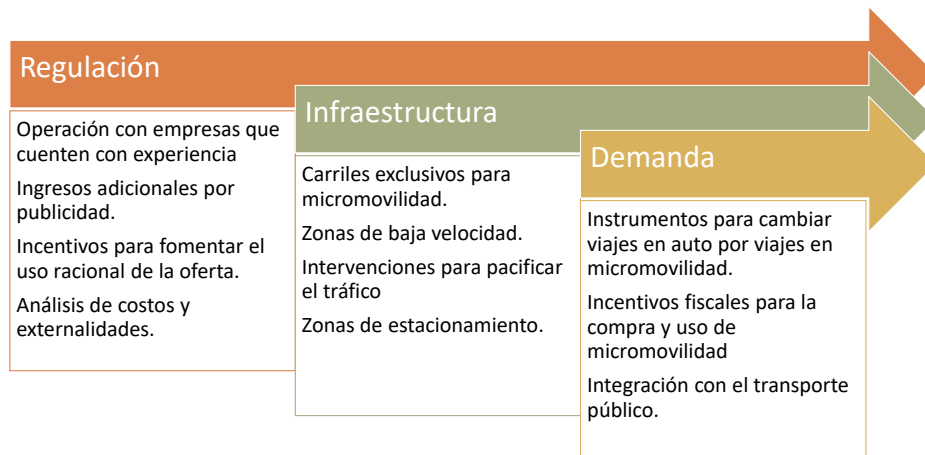 Regulación
Operación con empresas que
cuenten con experiencia
Ingresos adicionales por
publicidad.
Incentivos para fomentar el
uso racional de la oferta.
Análisis de costos y
externalidades.
Infraestructura
Carriles exclusivos para
micromovilidad.
Zonas de baja velocidad.
Intervenciones para pacificar
el tráfico
Zonas de estacionamiento.
Demanda
Instrumentos para cambiar
viajes en auto por viajes en
micromovilidad.
Incentivos fiscales para la
compra y uso de
micromovilidad
Integración con el transporte
público.